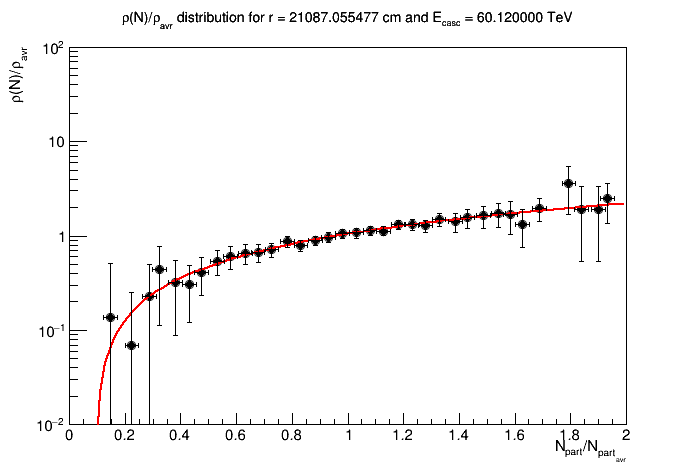 ρ(N)/ρavr distribution for r = 21087.055477 cm and Ecasc = 60.120000 TeV
ρ(N)/ρavr
10²
10
1
10⁻¹
10⁻²
0 0.2 0.4 0.6 0.8 1 1.2 1.4 1.6 1.8 2
Npart/Npartavr